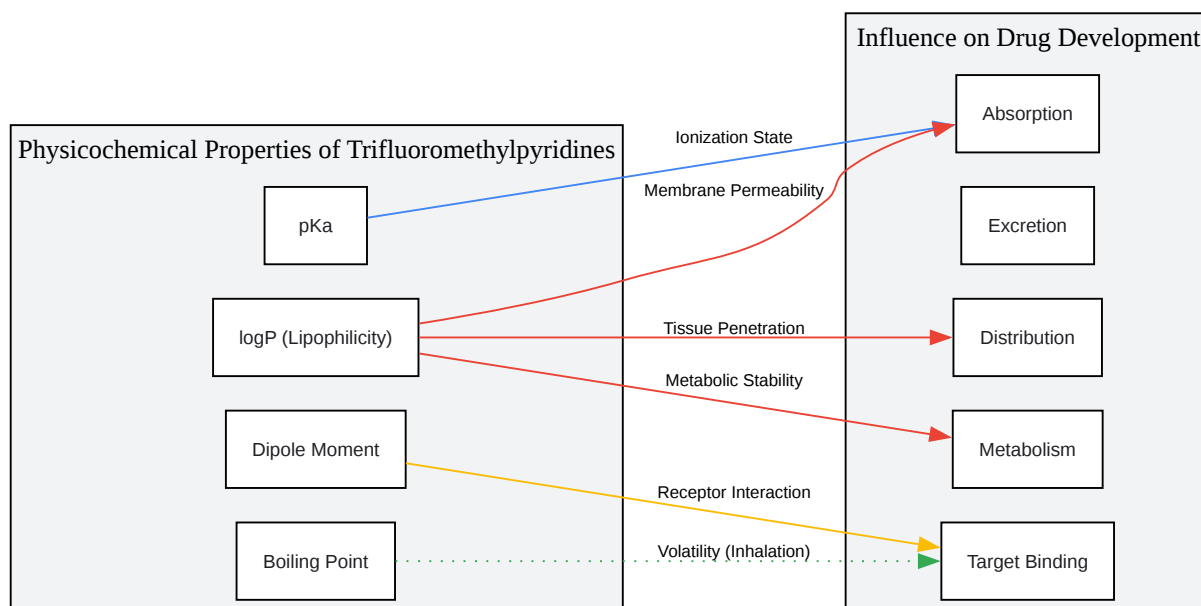 Physicochemical Properties of Trifluoromethylpyridines
pKa
logP (Lipophilicity)
Dipole Moment
Boiling Point
Ionization State
Membrane Permeability
Tissue Penetration
Metabolic Stability
Receptor Interaction
Volatility (Inhalation)
Influence on Drug Development
Absorption
Excretion
Distribution
Metabolism
Target Binding